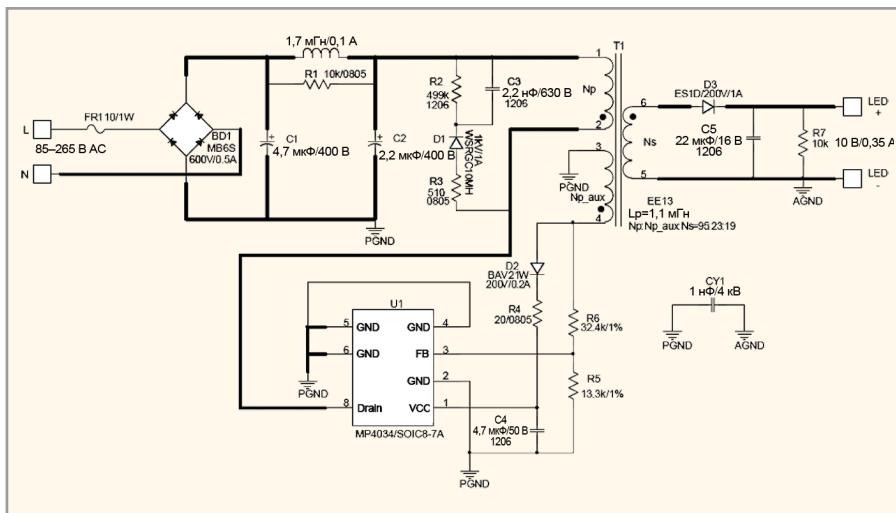 1,7 мГн/0,1 А
R1 10k/0805
L
FR1 10/1W
85–265 В AC
N
BD1
MB6S
600V/0.5A
C1
4,7 мкФ/400 В
C2
2,2 мкФ/400 В
PGND
R2
499k
1206
C3
2,2 нФ/630 В
1206
D1
1KV/1A
WSRGC10MH
R3
510
0805
T1
1
Np
2
3
PGND
Np_aux
4
6
Ns
5
EE13
Lp=1,1 мГн
Np:Np_aux:Ns=95:23:19
D3
ES1D/200V/1A
C5
22 мкФ/16 В
1206
R7
10k
LED
+
10 В/0,35 А
LED
-
AGND
D2
BAV21W
200V/0.2A
R4
20/0805
R6
32.4k/1%
R5
13.3k/1%
CY1
1 нФ/4 кВ
PGND
AGND
U1
5 GND GND 4
6 GND FB 3
GND 2
8 Drain VCC 1
MP4034/SOIC8-7A
PGND
C4
4,7 мкФ/50 В
1206
PGND